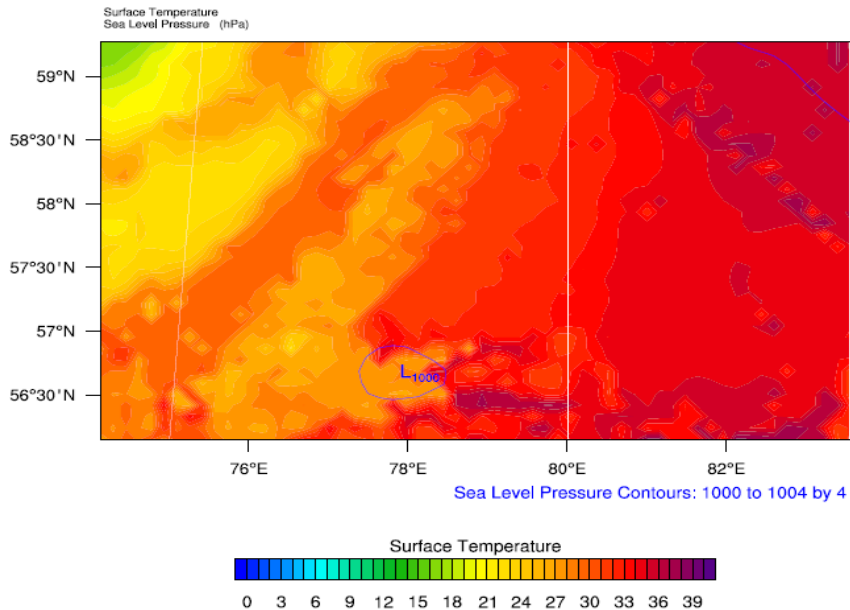 Surface Temperature
Sea Level Pressure (hPa)
59°N
58°30'N
58°N
57°30'N
57°N
56°30'N
L1000
76°E
78°E
80°E
82°E
Sea Level Pressure Contours: 1000 to 1004 by 4
Surface Temperature
0 3 6 9 12 15 18 21 24 27 30 33 36 39